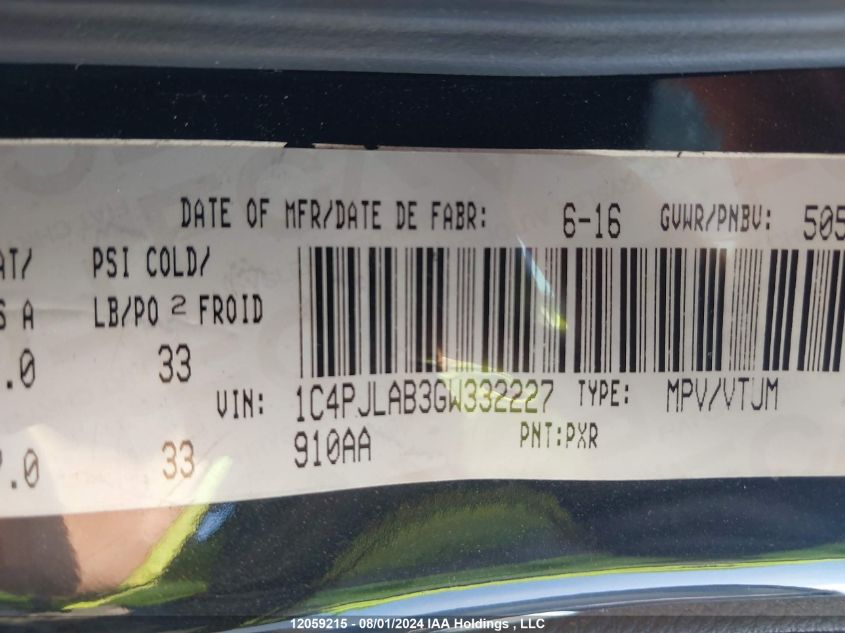 DATE OF MFR/DATE DE FABR: 6-16 GVWR/PNBV: 505
AT/ PSI COLD/
S A LB/PO 2 FROID
.0 33
VIN: 1C4PJLAB3GW332227 TYPE: MPV/VTJM
7.0 33 910AA PNT:PXR
12059215 - 08/01/2024 IAA Holdings , LLC